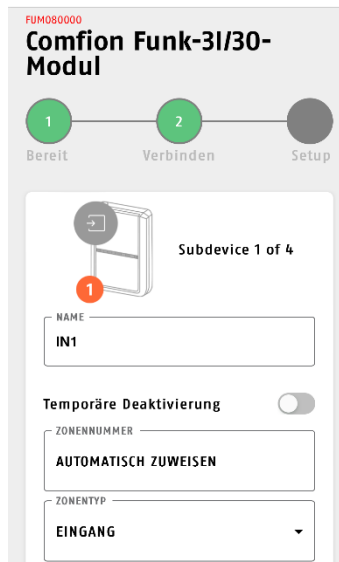 FUM080000
Comfion Funk-3I/3O-
Modul
1
2
Bereit
Verbinden
Setup
Subdevice 1 of 4
1
NAME
IN1
Temporäre Deaktivierung
ZONENNUMMER
AUTOMATISCH ZUWEISEN
ZONENTYP
EINGANG